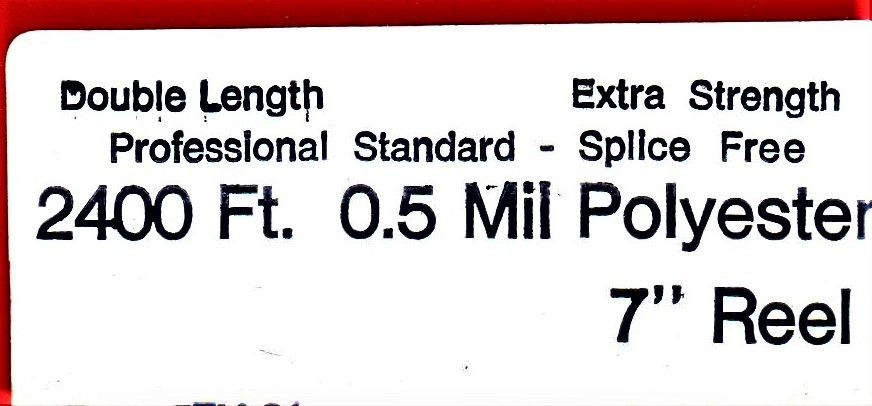 Double Length Extra Strength
Professional Standard - Splice Free
2400 Ft. 0.5 Mil Polyester
7” Reel